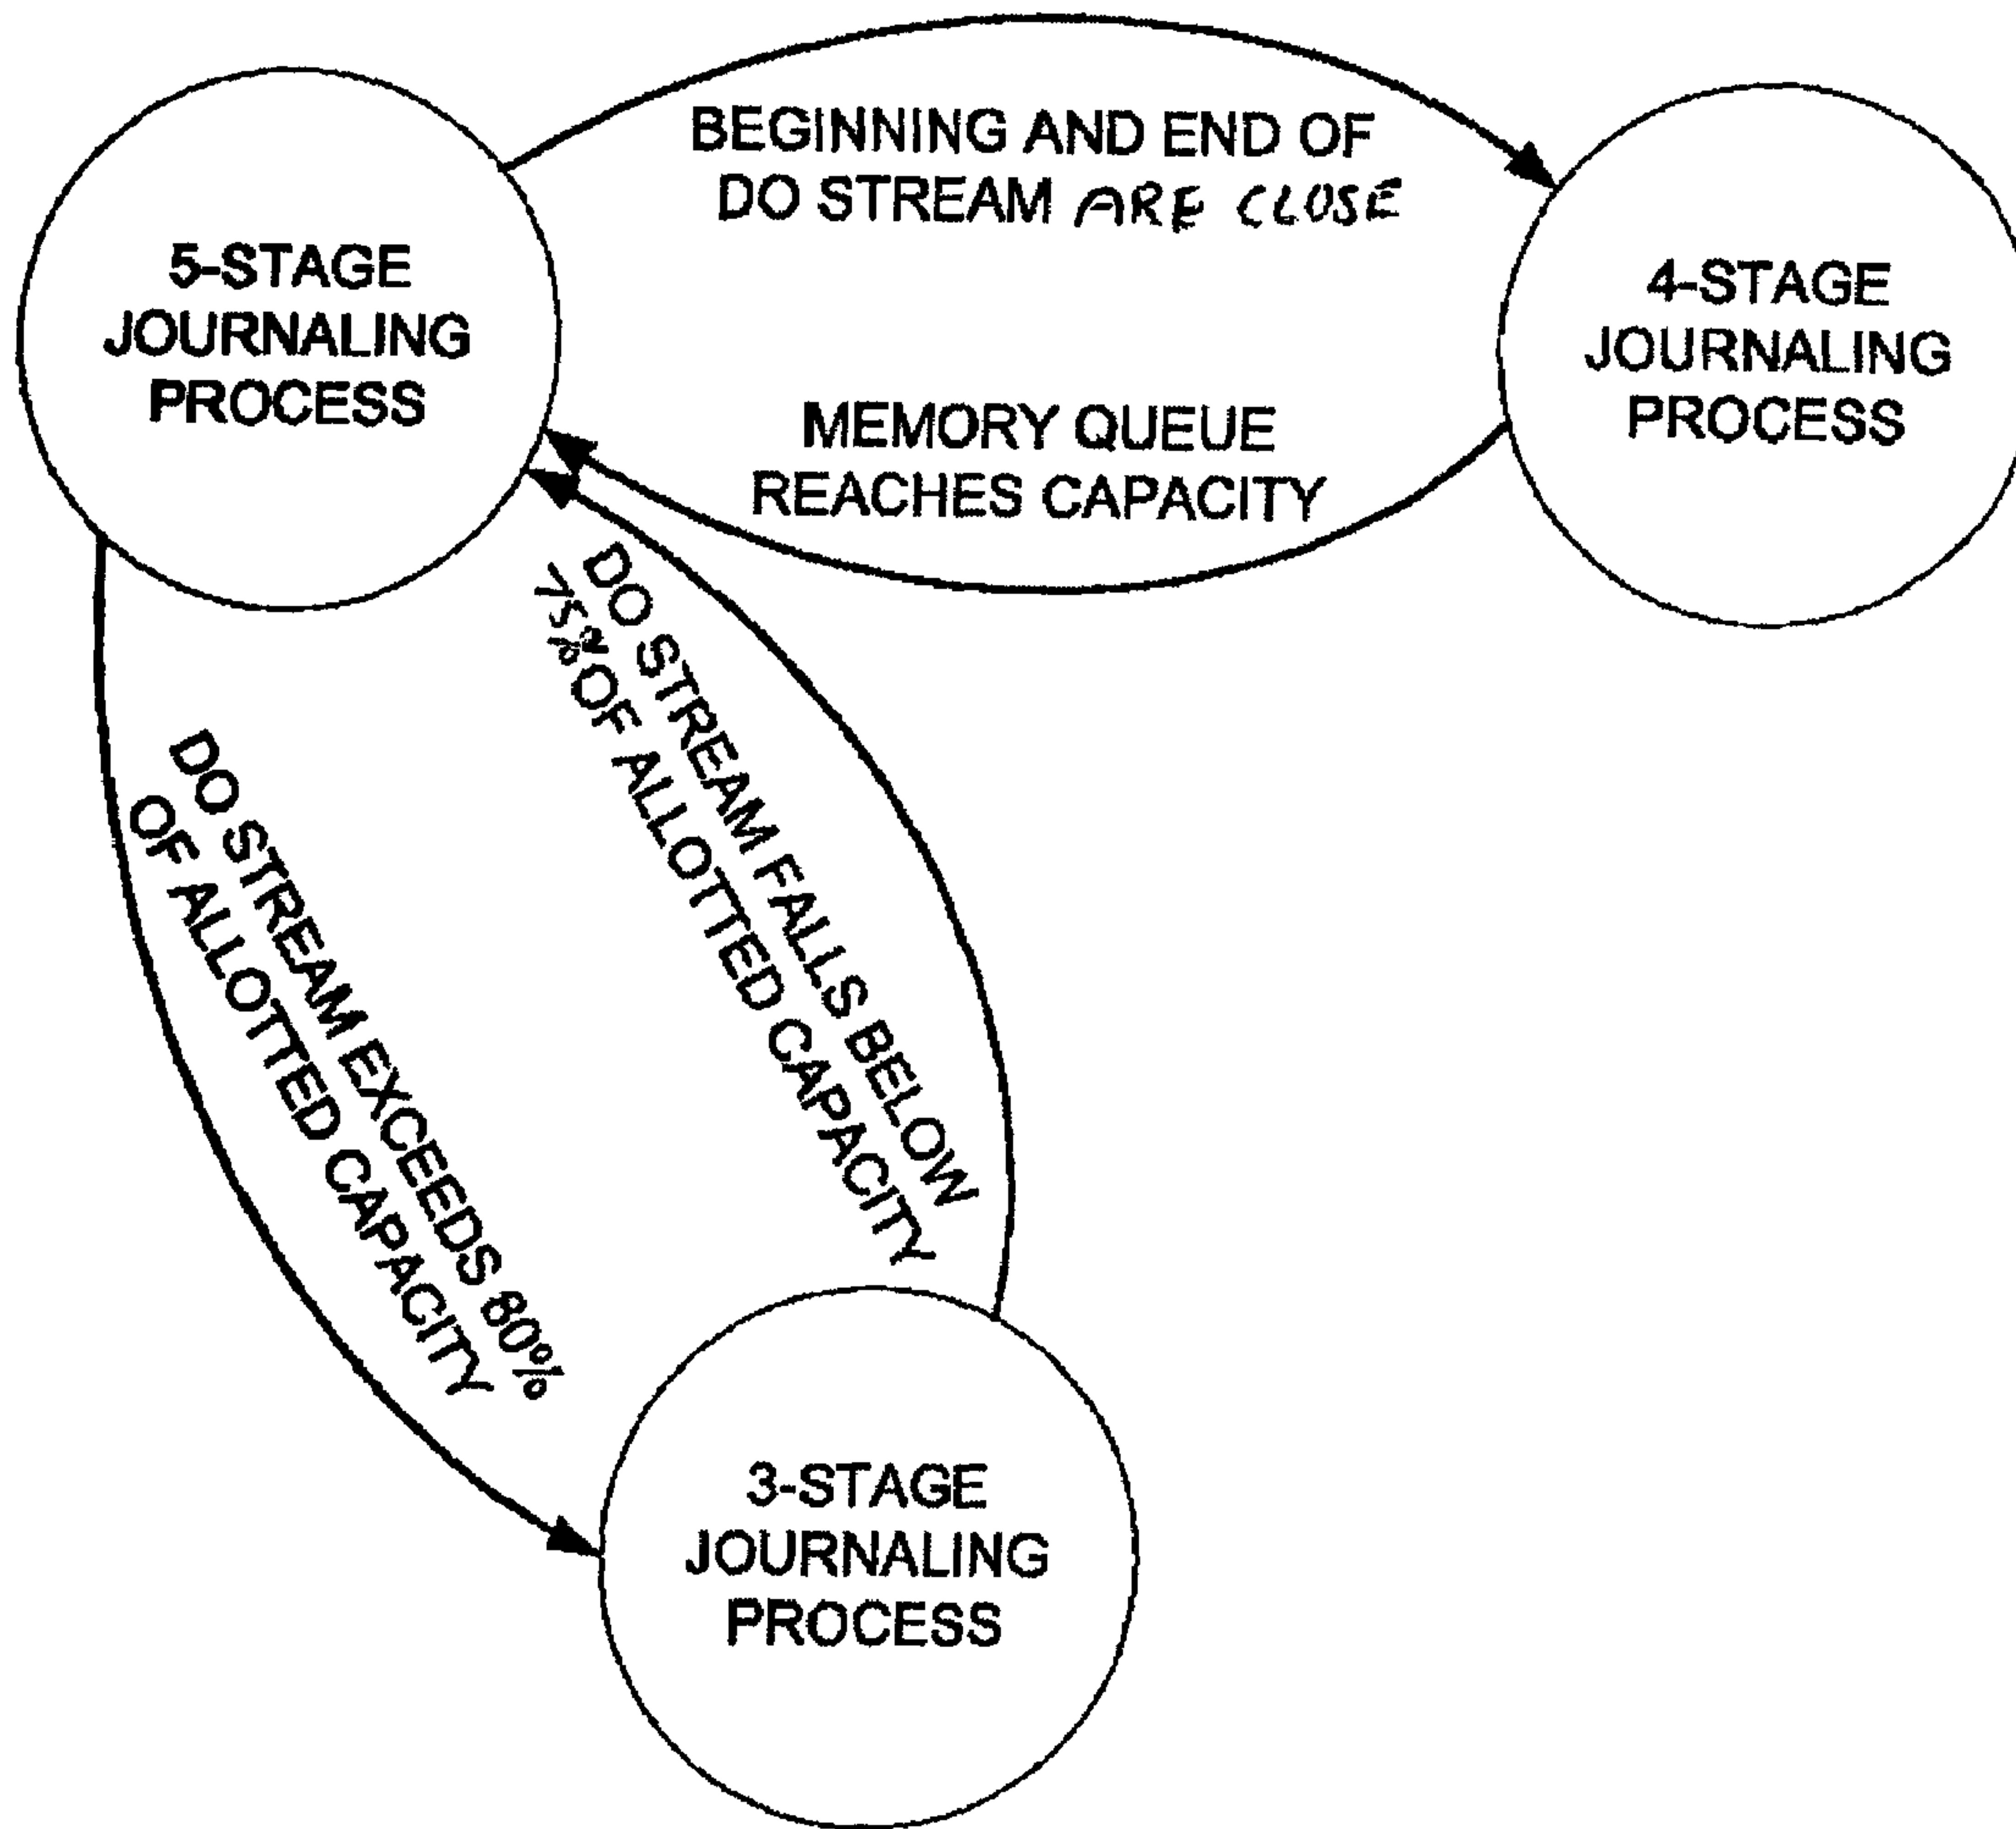 BEGINNING AND END OF
DO STREAM ARE CLOSE
5-STAGE
JOURNALING
PROCESS
4-STAGE
JOURNALING
PROCESS
MEMORY QUEUE
REACHES CAPACITY
DO STREAM FALLS BELOW
75% OF ALLOTTED CAPACITY
DO STREAM EXCEEDS 80%
OF ALLOTTED CAPACITY
3-STAGE
JOURNALING
PROCESS